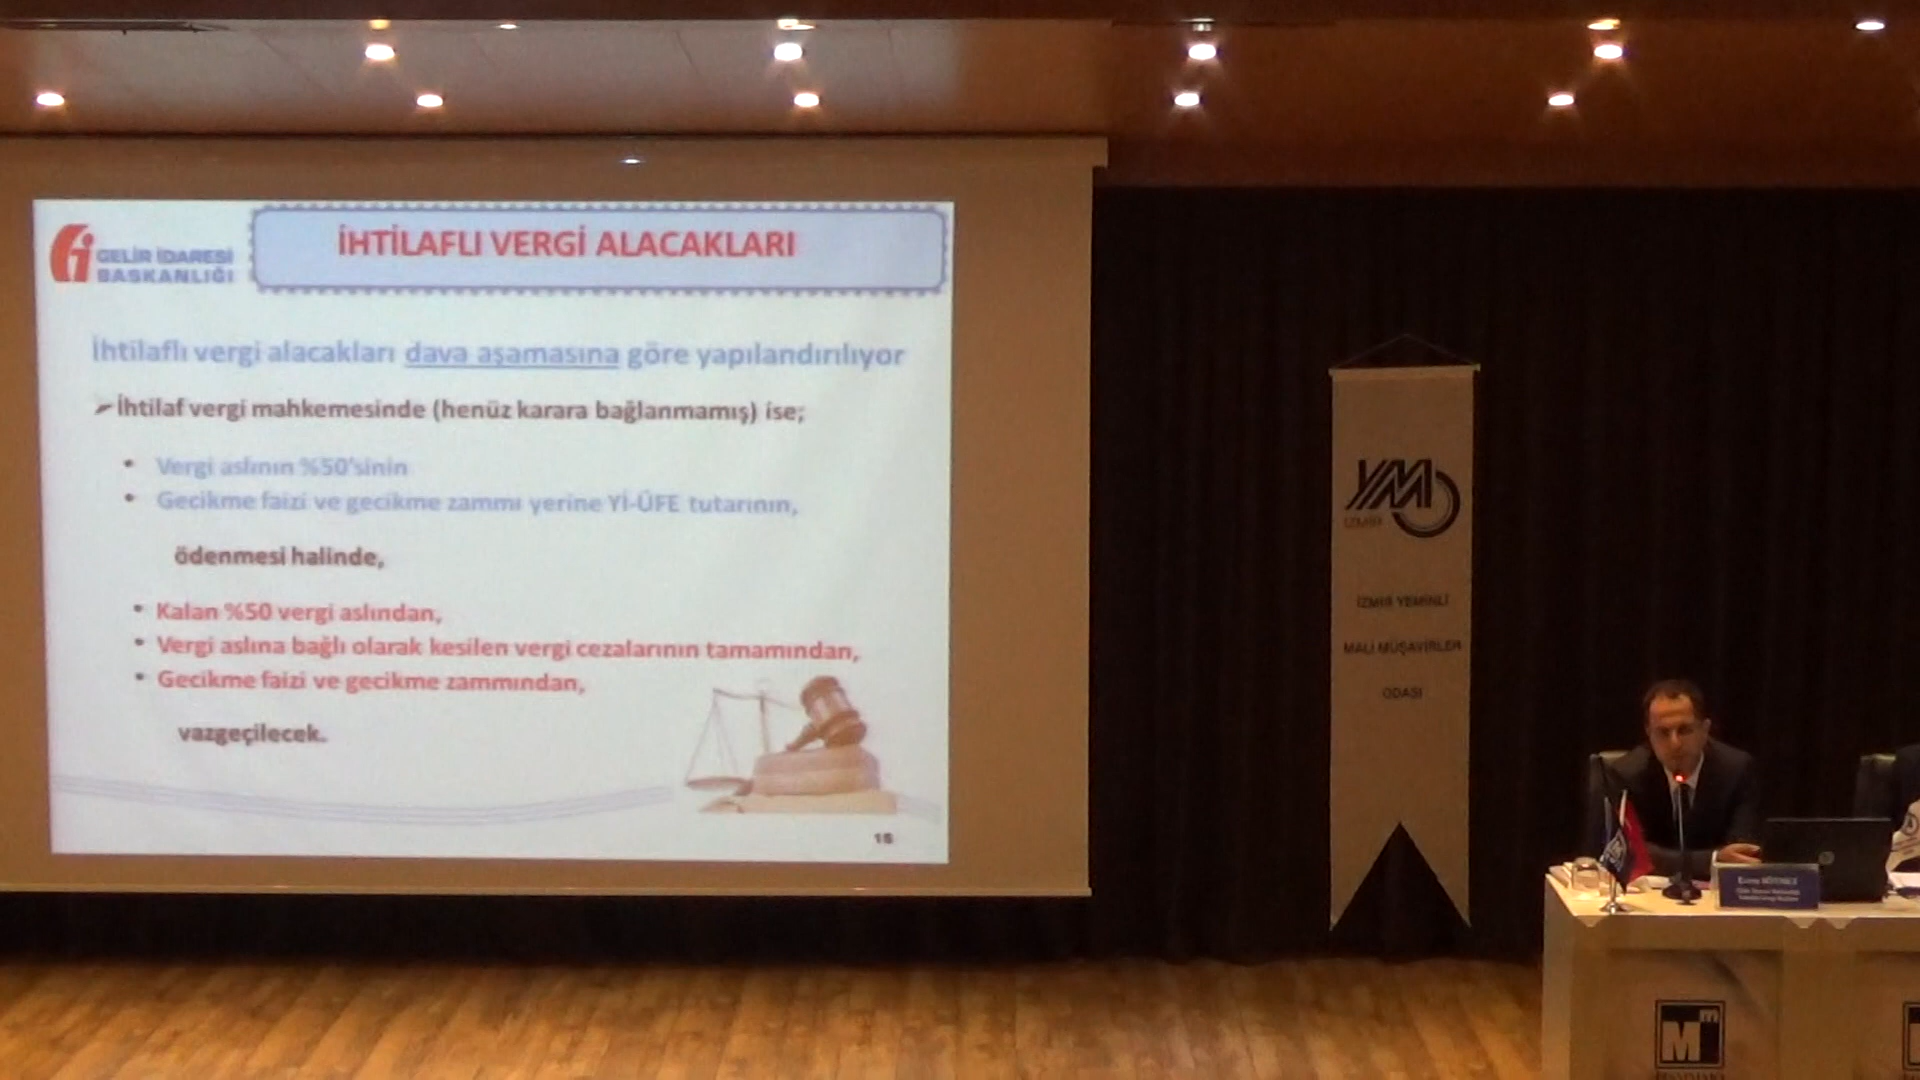 GELİR İDARESİ
BAŞKANLIĞI
İHTİLAFLI VERGİ ALACAKLARI
İhtilaflı vergi alacakları dava aşamasına göre yapılandırılıyor
➢İhtilaf vergi mahkemesinde (henüz karara bağlanmamış) ise;
• Vergi aslının %50'sinin
• Gecikme faizi ve gecikme zammı yerine Yİ-ÜFE tutarının,
ödenmesi halinde,
• Kalan %50 vergi aslından,
• Vergi aslına bağlı olarak kesilen vergi cezalarının tamamından,
• Gecikme faizi ve gecikme zammından,
vazgeçilecek.
YMMO
İZMİR
İZMİR YEMİNLİ
MALİ MÜŞAVİRLER
ODASI